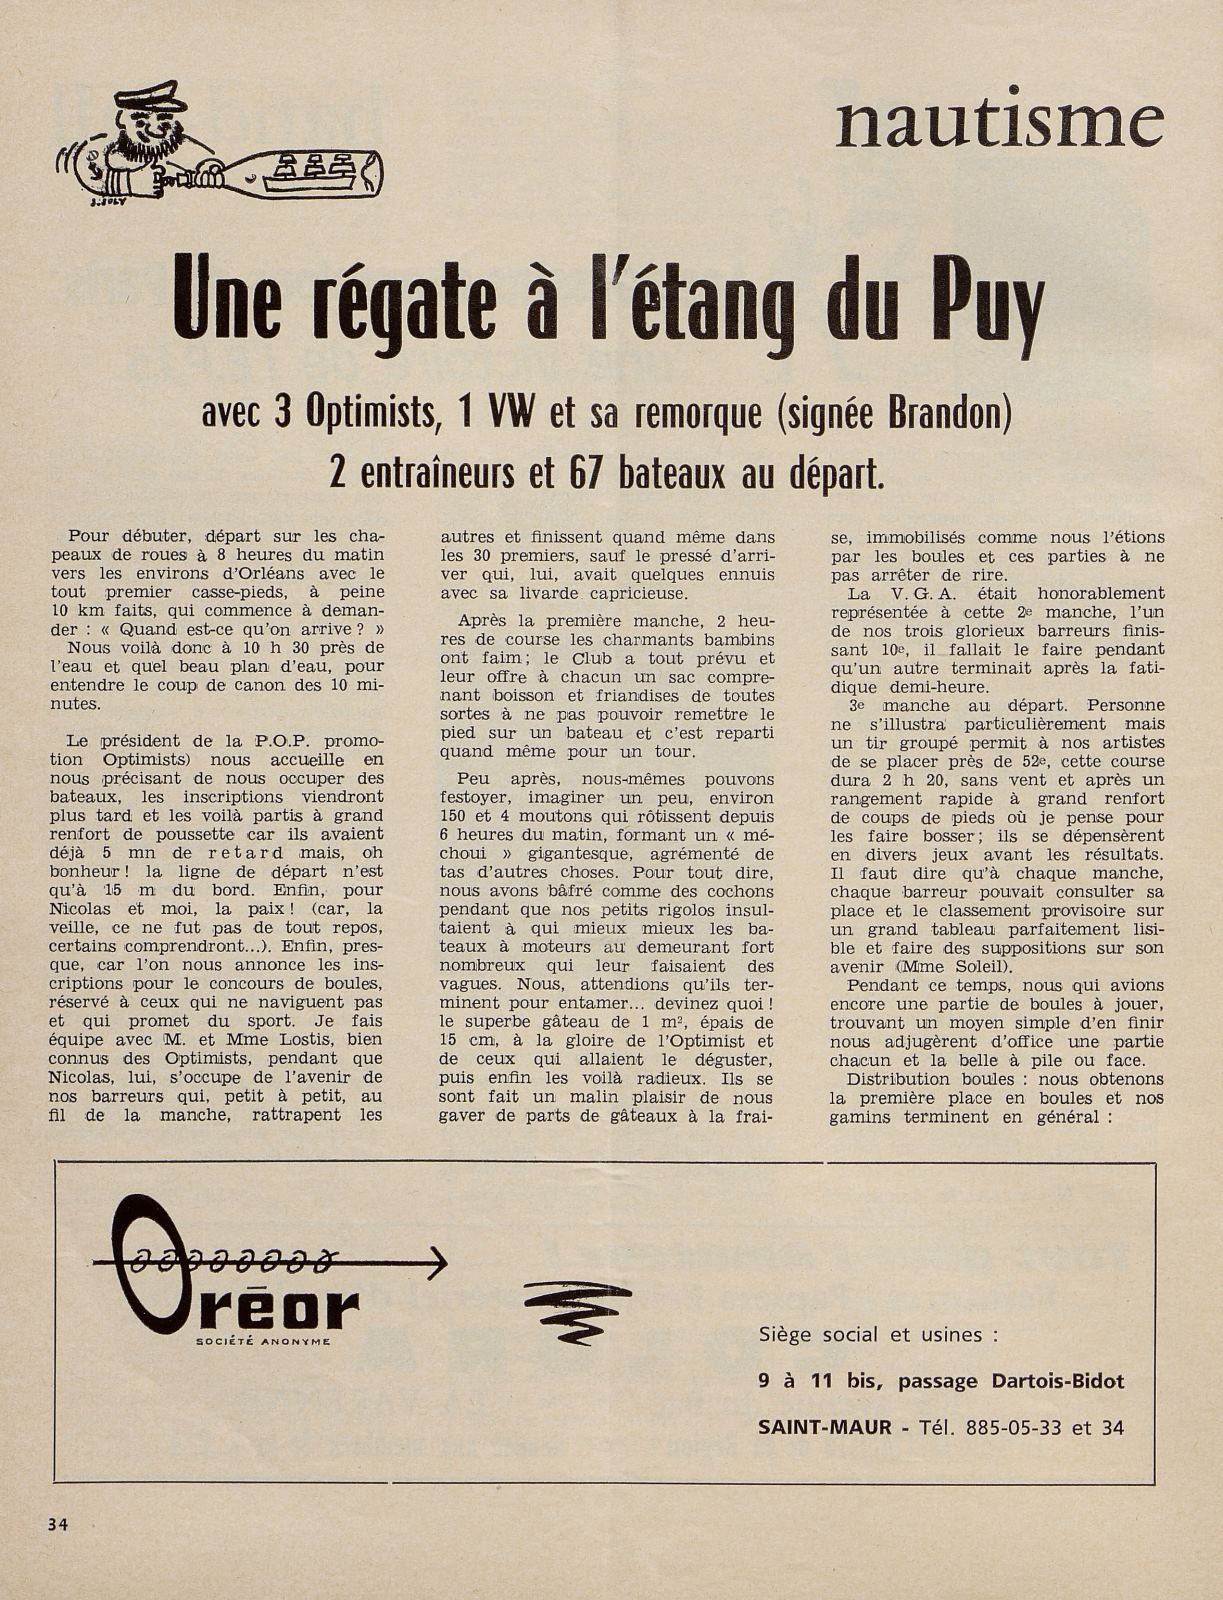 nautisme
J.JOLY
Une régate à l'étang du Puy
avec 3 Optimists, 1 VW et sa remorque (signée Brandon)
2 entraîneurs et 67 bateaux au départ.
Pour débuter, départ sur les cha-
peaux de roues à 8 heures du matin
vers les environs d'Orléans avec le
tout premier casse-pieds, à peine
10 km faits, qui commence à deman-
der : « Quand est-ce qu'on arrive ? »
Nous voilà donc à 10 h 30 près de
l'eau et quel beau plan d'eau, pour
entendre le coup de canon des 10 mi-
nutes.
Le président de la P.O.P. promo-
tion Optimists) nous accueille en
nous précisant de nous occuper des
bateaux, les inscriptions viendront
plus tard et les voilà partis à grand
renfort de poussette car ils avaient
déjà 5 mn de retard mais, oh
bonheur ! la ligne de départ n'est
qu'à 15 m du bord. Enfin, pour
Nicolas et moi, la paix ! (car, la
veille, ce ne fut pas de tout repos,
certains comprendront...). Enfin, pres-
que, car l'on nous annonce les ins-
criptions pour le concours de boules,
réservé à ceux qui ne naviguent pas
et qui promet du sport. Je fais
équipe avec M. et Mme Lostis, bien
connus des Optimists, pendant que
Nicolas, lui, s'occupe de l'avenir de
nos barreurs qui, petit à petit, au
fil de la manche, rattrapent les
autres et finissent quand même dans
les 30 premiers, sauf le pressé d'arri-
ver qui, lui, avait quelques ennuis
avec sa livarde capricieuse.
Après la première manche, 2 heu-
res de course les charmants bambins
ont faim ; le Club a tout prévu et
leur offre à chacun un sac compre-
nant boisson et friandises de toutes
sortes à ne pas pouvoir remettre le
pied sur un bateau et c'est reparti
quand même pour un tour.
Peu après, nous-mêmes pouvons
festoyer, imaginer un peu, environ
150 et 4 moutons qui rôtissent depuis
6 heures du matin, formant un « mé-
choui » gigantesque, agrémenté de
tas d'autres choses. Pour tout dire,
nous avons bâfré comme des cochons
pendant que nos petits rigolos insul-
taient à qui mieux mieux les ba-
teaux à moteurs au demeurant fort
nombreux qui leur faisaient des
vagues. Nous, attendions qu'ils ter-
minent pour entamer... devinez quoi !
le superbe gâteau de 1 m², épais de
15 cm, à la gloire de l'Optimist et
de ceux qui allaient le déguster,
puis enfin les voilà radieux. Ils se
sont fait un malin plaisir de nous
gaver de parts de gâteaux à la frai-
se, immobilisés comme nous l'étions
par les boules et ces parties à ne
pas arrêter de rire.
La V.G.A. était honorablement
représentée à cette 2e manche, l'un
de nos trois glorieux barreurs finis-
sant 10e, il fallait le faire pendant
qu'un autre terminait après la fati-
dique demi-heure.
3e manche au départ. Personne
ne s'illustra particulièrement mais
un tir groupé permit à nos artistes
de se placer près de 52e, cette course
dura 2 h 20, sans vent et après un
rangement rapide à grand renfort
de coups de pieds où je pense pour
les faire bosser ; ils se dépensèrent
en divers jeux avant les résultats.
Il faut dire qu'à chaque manche,
chaque barreur pouvait consulter sa
place et le classement provisoire sur
un grand tableau parfaitement lisi-
ble et faire des suppositions sur son
avenir (Mme Soleil).
Pendant ce temps, nous qui avions
encore une partie de boules à jouer,
trouvant un moyen simple d'en finir
nous adjugèrent d'office une partie
chacun et la belle à pile ou face.
Distribution boules : nous obtenons
la première place en boules et nos
gamins terminent en général :
Oréor
SOCIÉTÉ ANONYME
Siège social et usines :
9 à 11 bis, passage Dartois-Bidot
SAINT-MAUR - Tél. 885-05-33 et 34
34